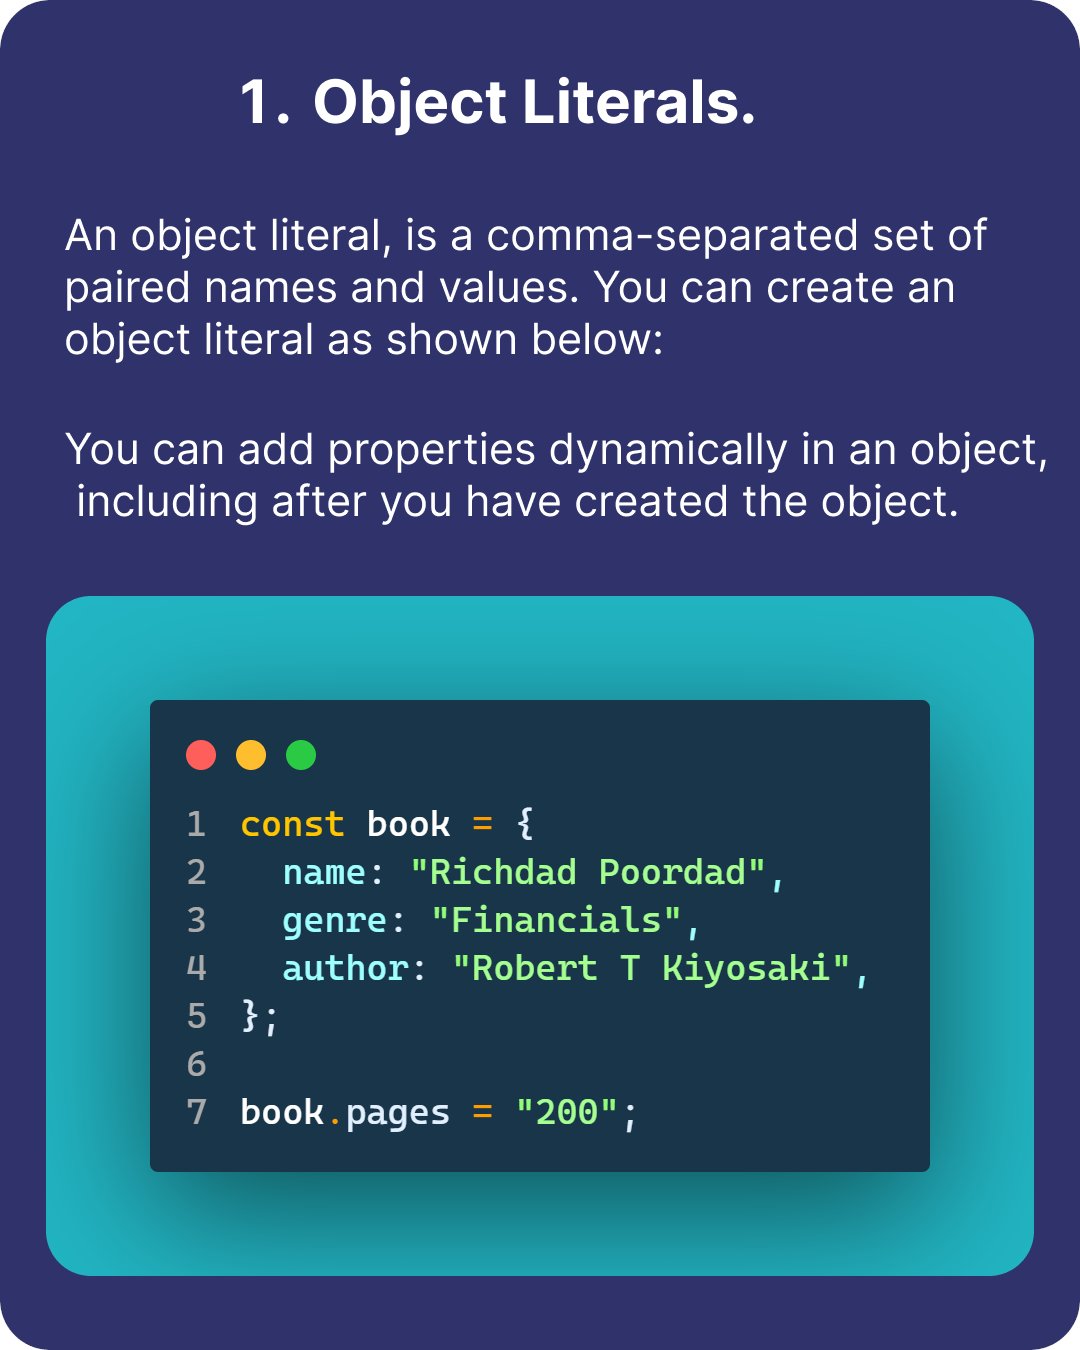 1. Object Literals.
An object literal, is a comma-separated set of
paired names and values. You can create an
object literal as shown below:
You can add properties dynamically in an object,
including after you have created the object.
1 const book = {
2   name: "Richdad Poordad",
3   genre: "Financials",
4   author: "Robert T Kiyosaki",
5 };
6
7 book.pages = "200";